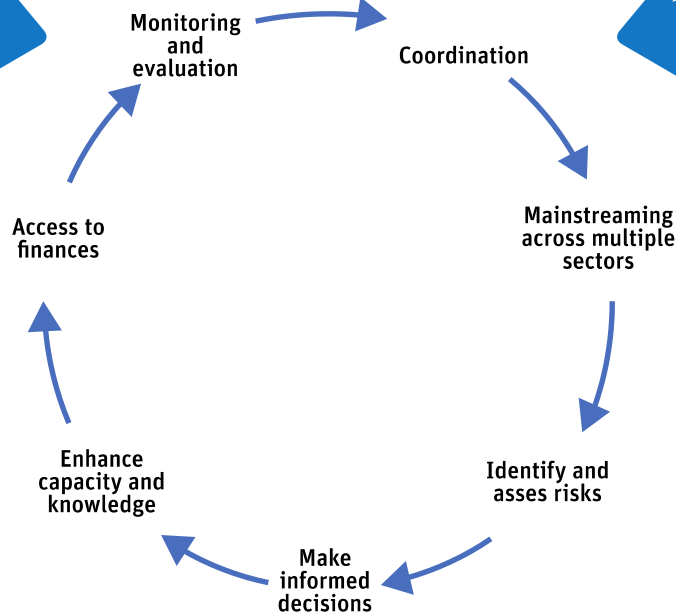 Monitoring
and
evaluation
Coordination
Mainstreaming
across multiple
sectors
Identify and
asses risks
Make
informed
decisions
Enhance
capacity and
knowledge
Access to
finances